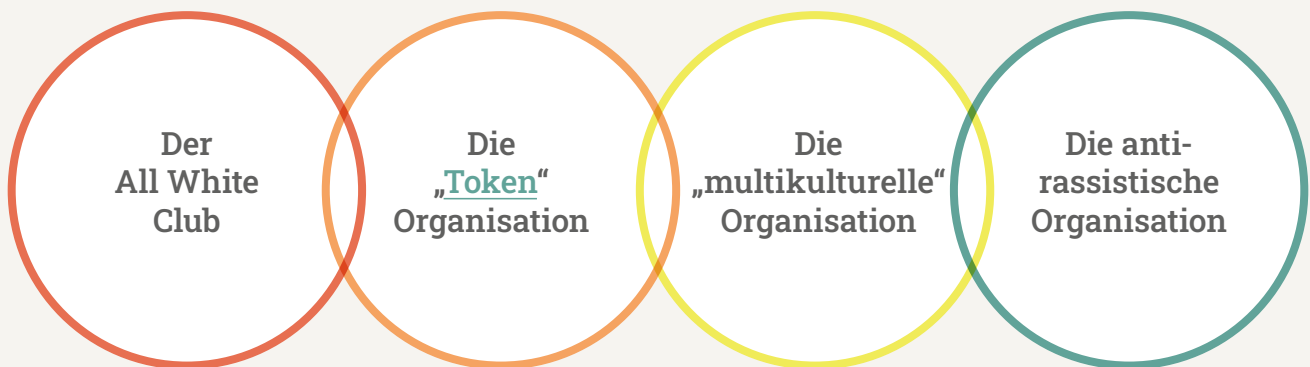 Der
All White
Club
Die
„Token“
Organisation
Die
„multikulturelle“
Organisation
Die anti-
rassistische
Organisation